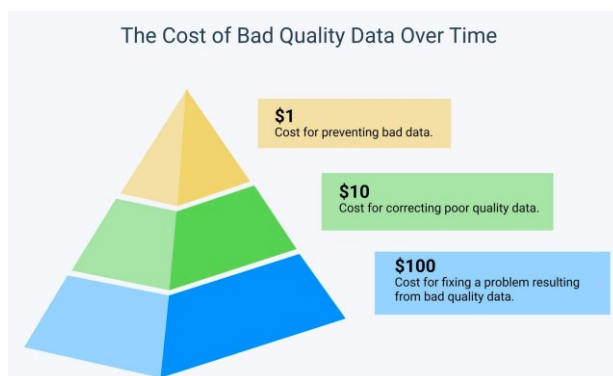 The Cost of Bad Quality Data Over Time
$1
Cost for preventing bad data.
$10
Cost for correcting poor quality data.
$100
Cost for fixing a problem resulting
from bad quality data.